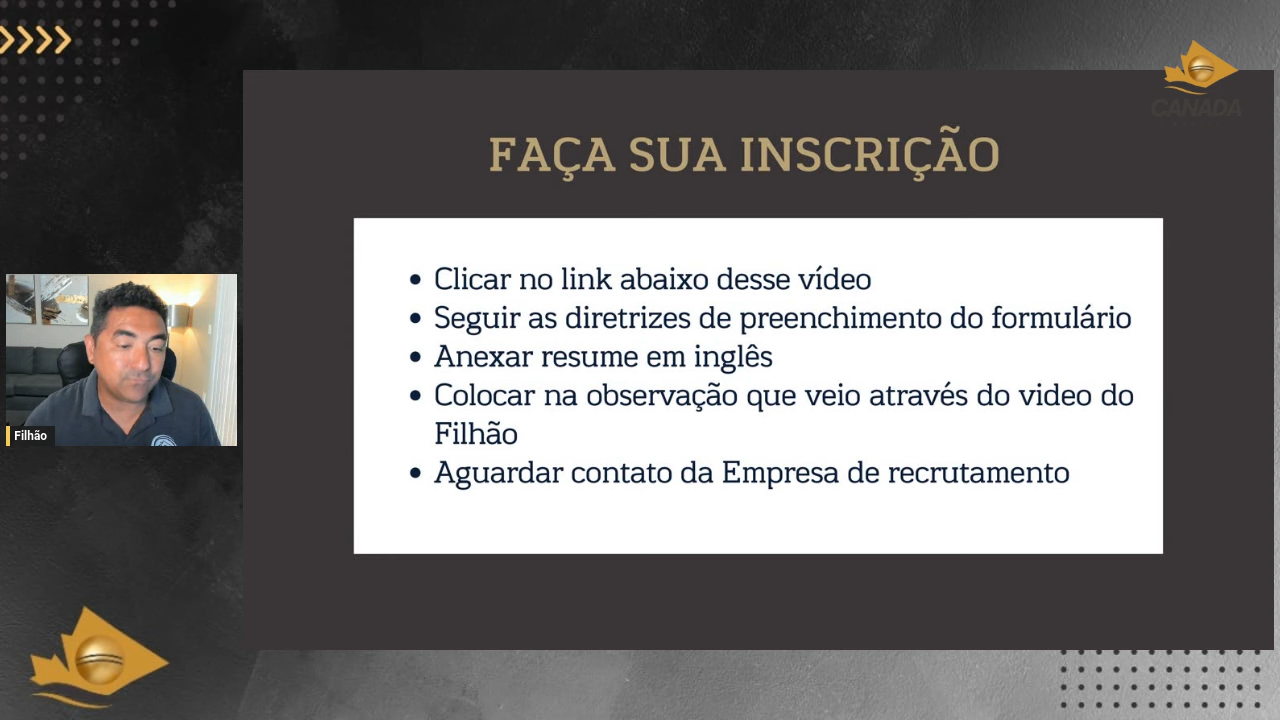 CANADA
FAÇA SUA INSCRIÇÃO
• Clicar no link abaixo desse vídeo
• Seguir as diretrizes de preenchimento do formulário
• Anexar resume em inglês
• Colocar na observação que veio através do video do
Filhão
• Aguardar contato da Empresa de recrutamento
Filhão